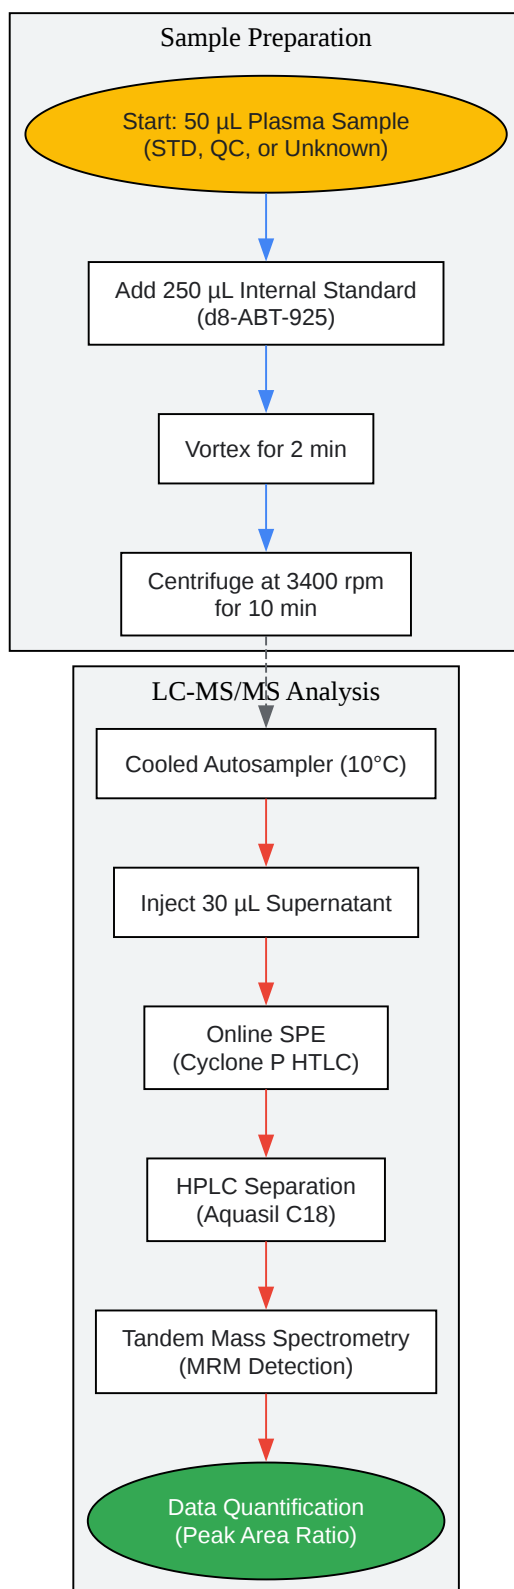 Sample Preparation
Start: 50 µL Plasma Sample
(STD, QC, or Unknown)
Add 250 µL Internal Standard
(d8-ABT-925)
Vortex for 2 min
Centrifuge at 3400 rpm
for 10 min
LC-MS/MS Analysis
Cooled Autosampler (10°C)
Inject 30 µL Supernatant
Online SPE
(Cyclone P HTLC)
HPLC Separation
(Aquasil C18)
Tandem Mass Spectrometry
(MRM Detection)
Data Quantification
(Peak Area Ratio)